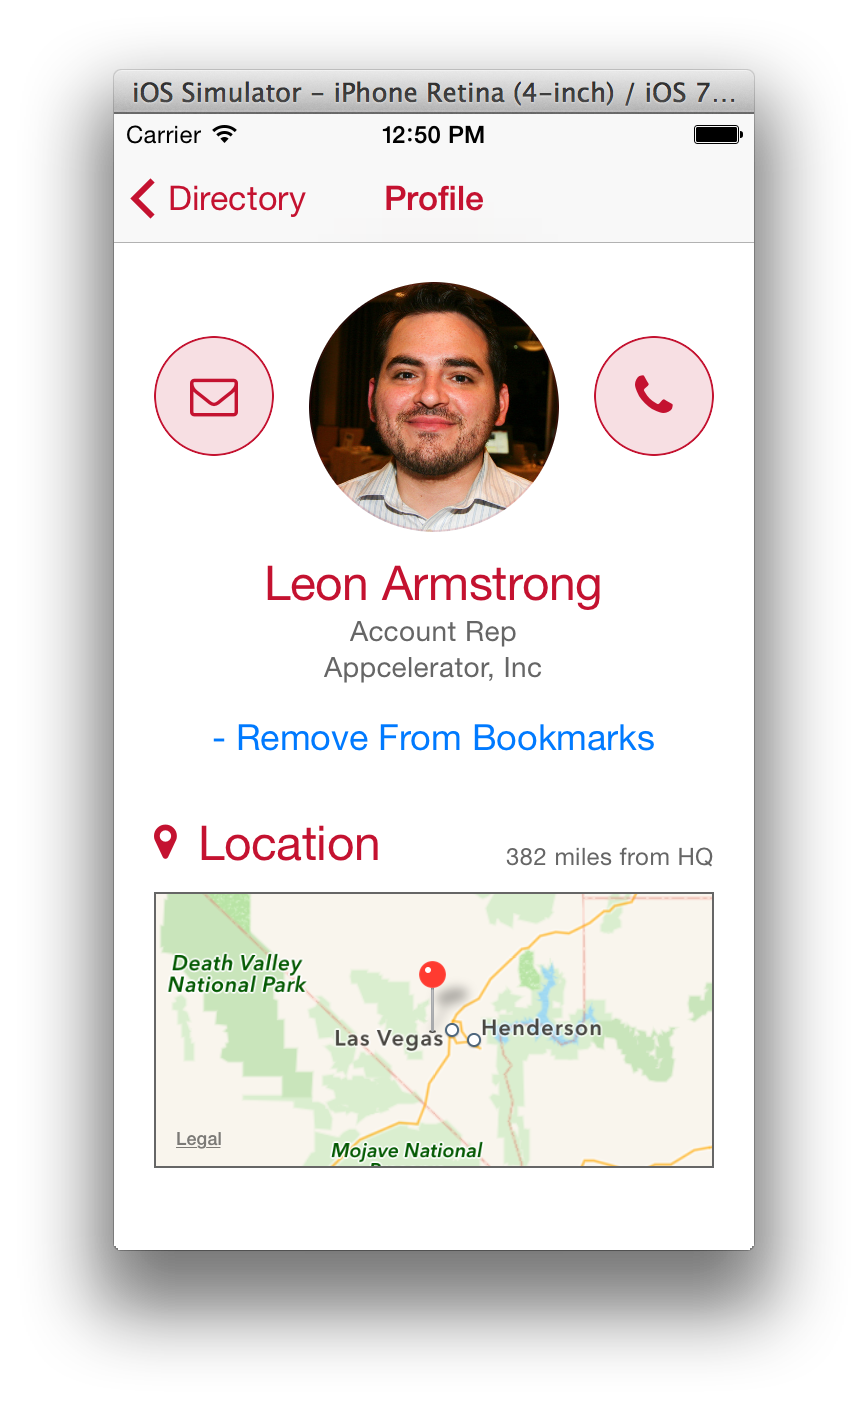 iOS Simulator – iPhone Retina (4-inch) / iOS 7...
Carrier 12:50 PM
Directory Profile
Leon Armstrong
Account Rep
Appcelerator, Inc
- Remove From Bookmarks
Location 382 miles from HQ
Death Valley
National Park
Las Vegas Henderson
Legal
Mojave National